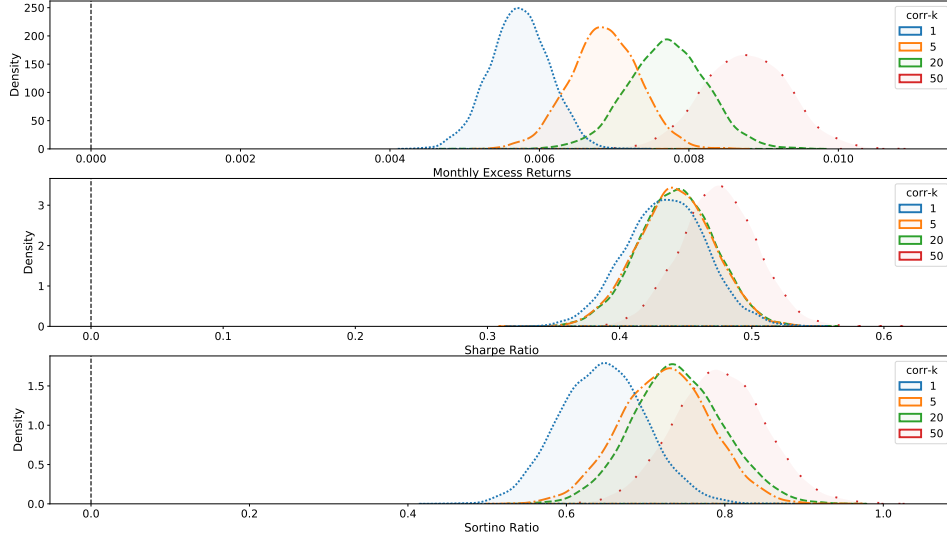 250
200
150
100
50
0
Density
0.000 0.002 0.004 0.006 0.008 0.010
Monthly Excess Returns
corr-k
1
5
20
50
3
2
1
0
Density
0.0 0.1 0.2 0.3 0.4 0.5 0.6
Sharpe Ratio
corr-k
1
5
20
50
1.5
1.0
0.5
0.0
Density
0.0 0.2 0.4 0.6 0.8 1.0
Sortino Ratio
corr-k
1
5
20
50